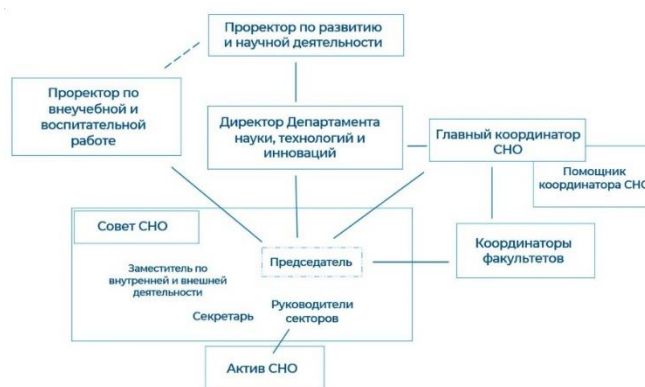 Проректор по развитию
и научной деятельности
Проректор по
внеучебной и
воспитательной
работе
Директор Департамента
науки, технологий и
инноваций
Главный координатор
СНО
Помощник
координатора СНО
Совет СНО
Председатель
Координаторы
факультетов
Заместитель по
внутренней и внешней
деятельности
Секретарь
Руководители
секторов
Актив СНО